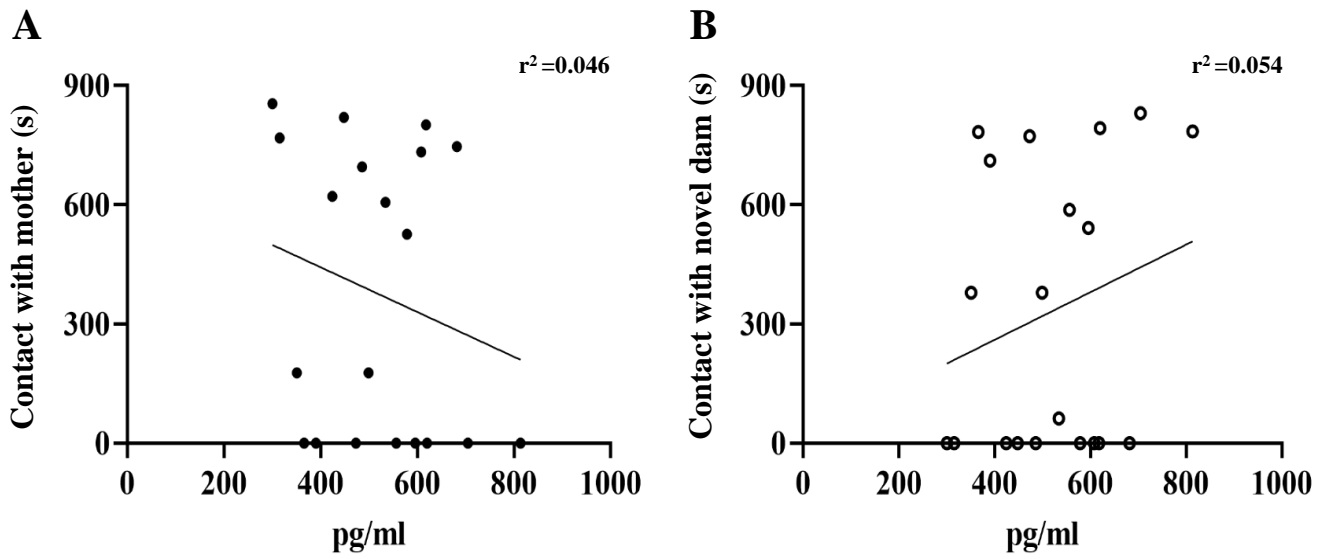 A
r² =0.046
Contact with mother (s)
900
600
300
0
0 200 400 600 800 1000
pg/ml
B
r² =0.054
Contact with novel dam (s)
900
600
300
0
0 200 400 600 800 1000
pg/ml